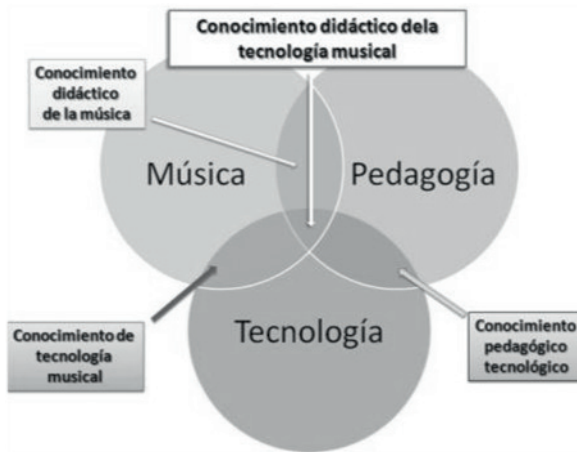 Conocimiento didáctico dela
tecnología musical
Conocimiento
didáctico
de la música
Música
Pedagogía
Tecnología
Conocimiento de
tecnología
musical
Conocimiento
pedagógico
tecnológico